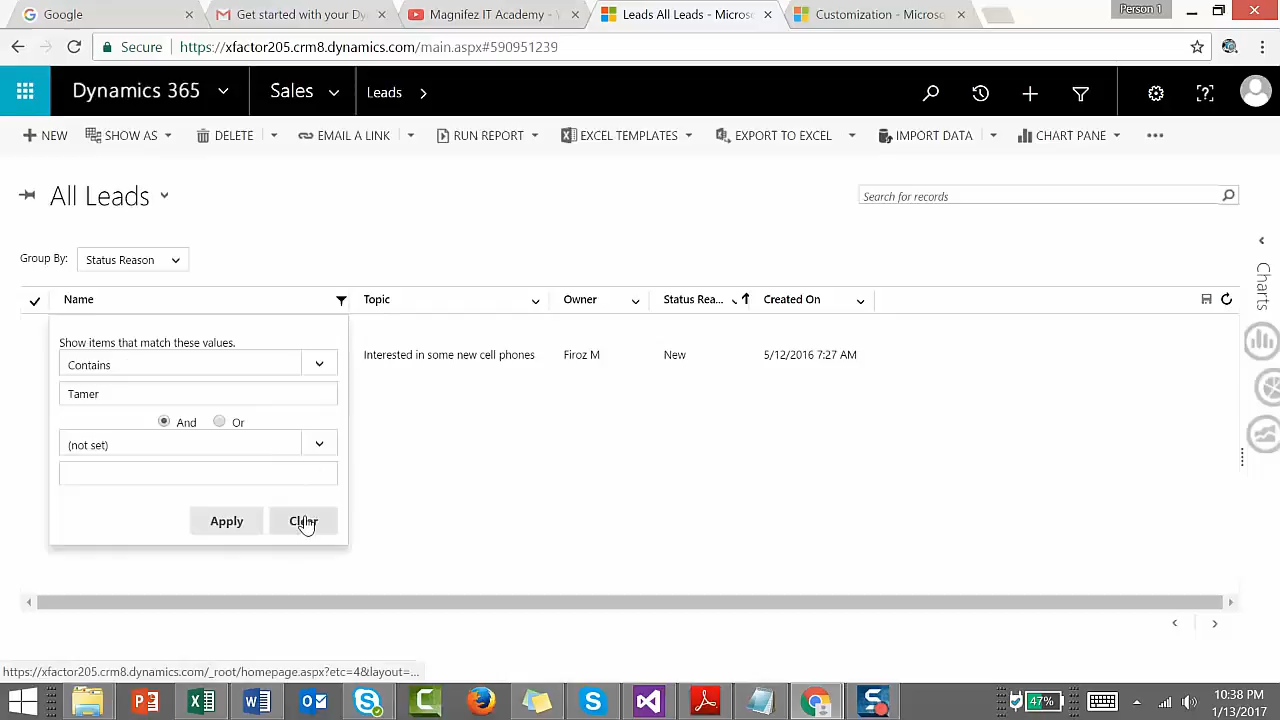 Google
Get started with your Dy
Magnifez IT Academy -
Leads All Leads - Micros
Customization - Microsc
Person 1
Secure
https://xfactor205.crm8.dynamics.com/main.aspx#590951239
Dynamics 365
Sales
Leads
NEW
SHOW AS
DELETE
EMAIL A LINK
RUN REPORT
EXCEL TEMPLATES
EXPORT TO EXCEL
IMPORT DATA
CHART PANE
All Leads
Search for records
Group By:
Status Reason
Charts
Name
Topic
Owner
Status Rea...
Created On
Show items that match these values.
Contains
Tamer
And
Or
(not set)
Apply
Interested in some new cell phones
Firoz M
New
5/12/2016 7:27 AM
https://xfactor205.crm8.dynamics.com/_root/homepage.aspx?etc=4&layout=...
47%
10:38 PM
1/13/2017